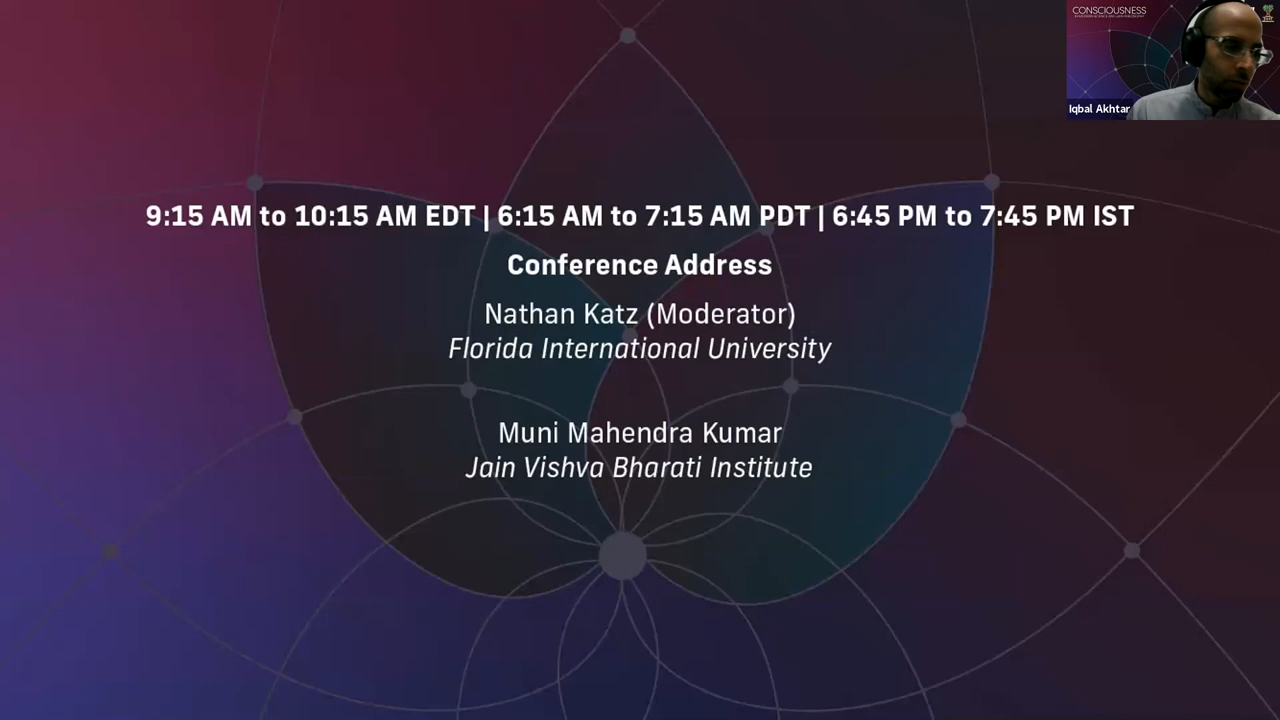 CONSCIOUSNESS
9:15 AM to 10:15 AM EDT | 6:15 AM to 7:15 AM PDT | 6:45 PM to 7:45 PM IST
Conference Address
Nathan Katz (Moderator)
Florida International University
Muni Mahendra Kumar
Jain Vishva Bharati Institute
Iqbal Akhtar